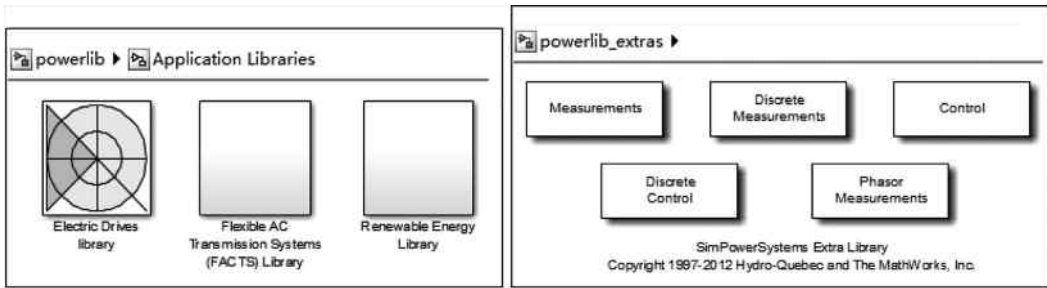 powerlib ▶ Application Libraries
Electric Drives
library
Flexible AC
Transmission Systems
(FACTS) Library
Renewable Energy
Library
powerlib_extras ▶
Measurements
Discrete
Measurements
Control
Discrete
Control
Phasor
Measurements
SimPowerSystems Extra Library
Copyright 1997-2012 Hydro-Quebec and The MathWorks, Inc.